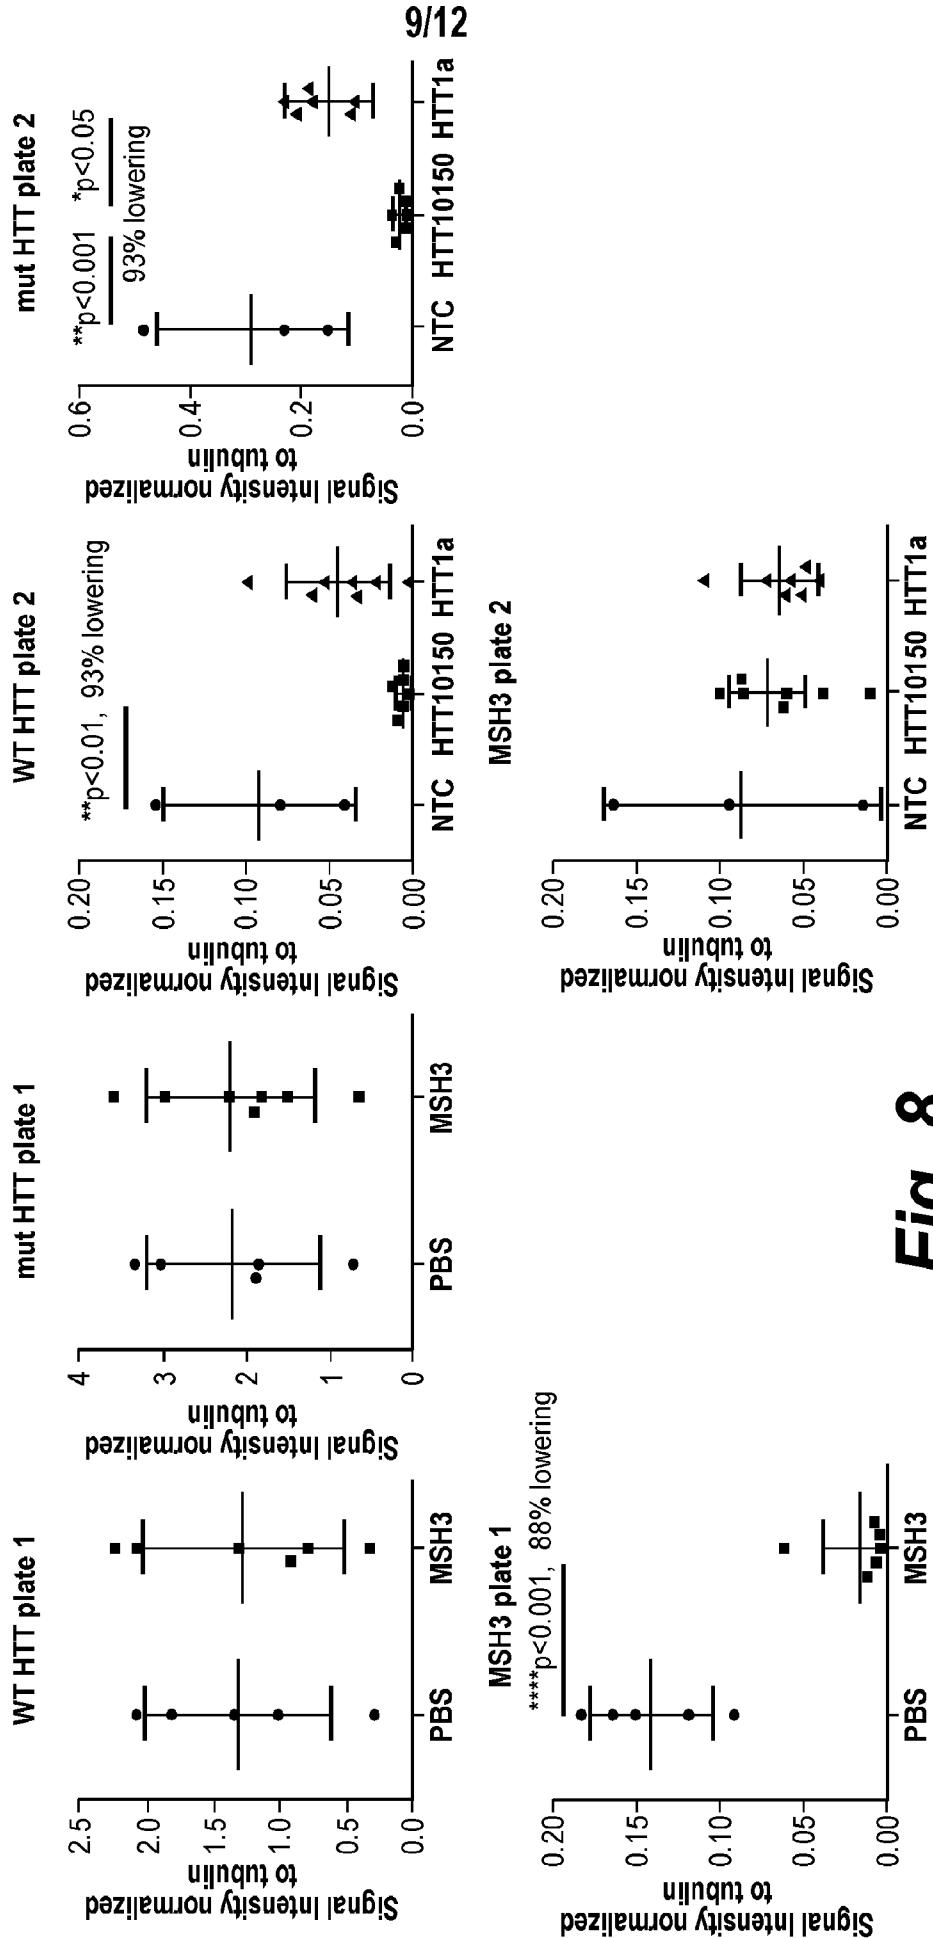 9/12
WT HTT plate 1
Signal Intensity normalized
to tubulin
2.5
2.0
1.5
1.0
0.5
0.0
PBS
MSH3
mut HTT plate 1
Signal Intensity normalized
to tubulin
4
3
2
1
0
PBS
MSH3
WT HTT plate 2
**p<0.01, 93% lowering
Signal Intensity normalized
to tubulin
0.20
0.15
0.10
0.05
0.00
NTC HTT10150 HTT1a
mut HTT plate 2
**p<0.001 *p<0.05
93% lowering
Signal Intensity normalized
to tubulin
0.6
0.4
0.2
0.0
NTC HTT10150 HTT1a
MSH3 plate 1
****p<0.001, 88% lowering
Signal Intensity normalized
to tubulin
0.20
0.15
0.10
0.05
0.00
PBS
MSH3
MSH3 plate 2
Signal Intensity normalized
to tubulin
0.20
0.15
0.10
0.05
0.00
NTC HTT10150 HTT1a
Fig. 8